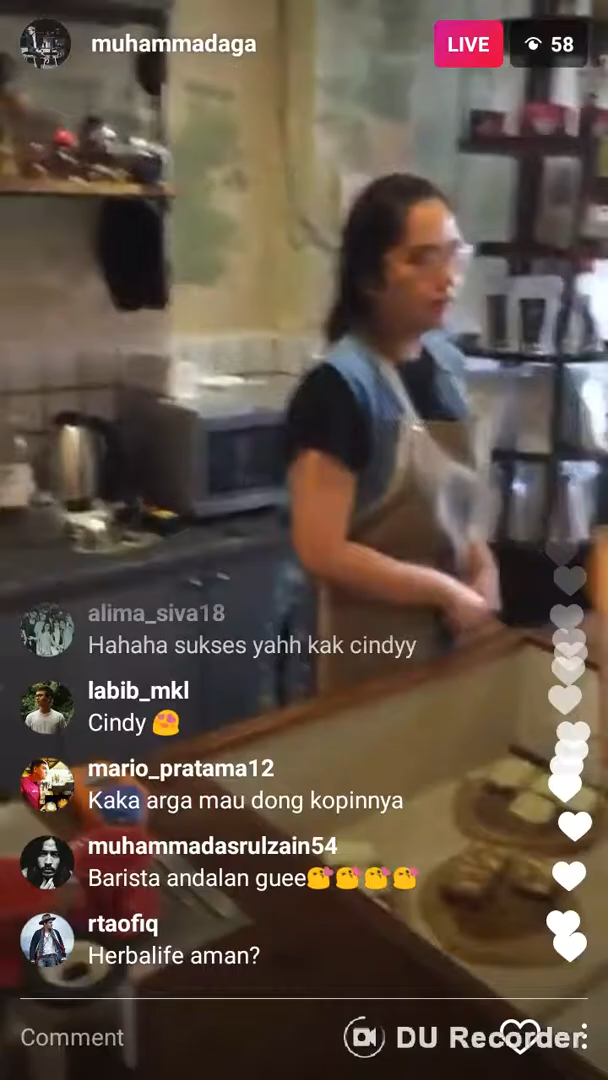 muhammadaga
LIVE
58
alima_siva18
Hahaha sukses yahh kak cindyy
labib_mkl
Cindy 😍
mario_pratama12
Kaka arga mau dong kopinnya
muhammadasrulzain54
Barista andalan guee😘😘😘😘
rtaofiq
Herbalife aman?
Comment
DU Recorder